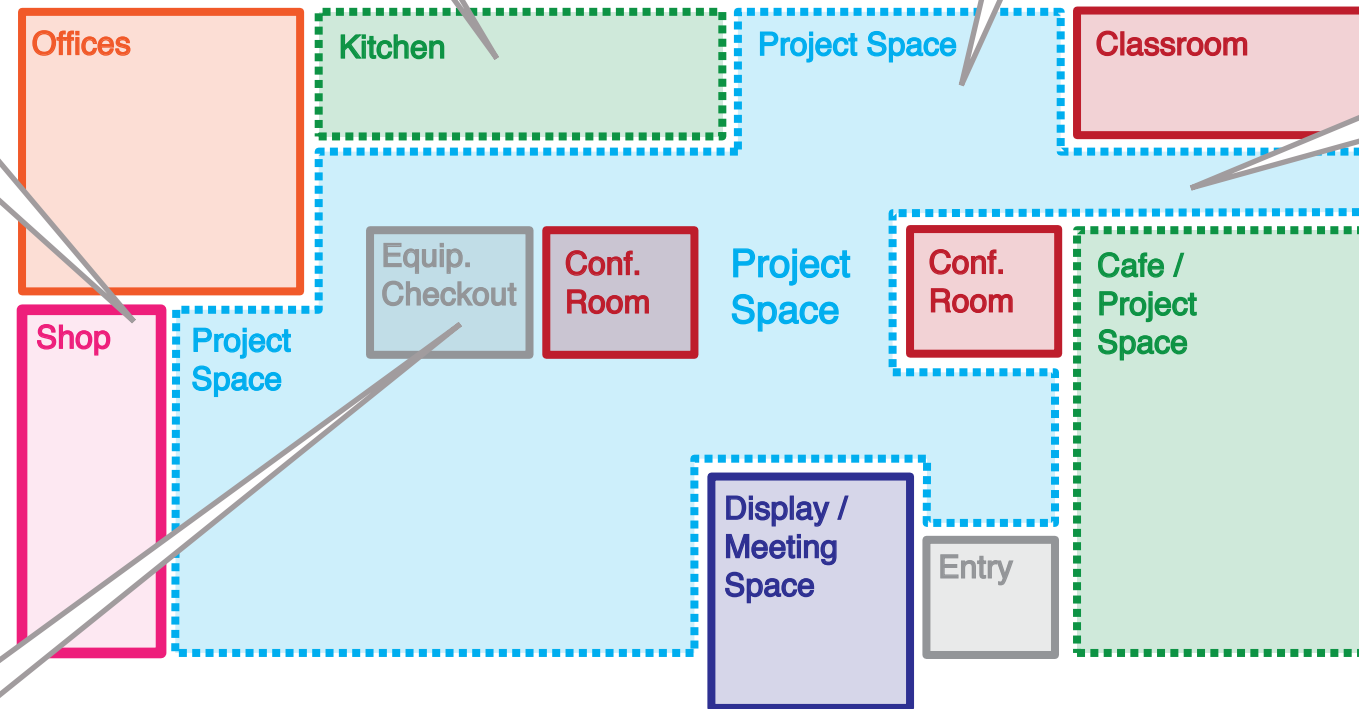 Offices
Kitchen
Project Space
Classroom
Equip.
Checkout
Conf.
Room
Project
Space
Conf.
Room
Cafe /
Project
Space
Shop
Project
Space
Display /
Meeting
Space
Entry